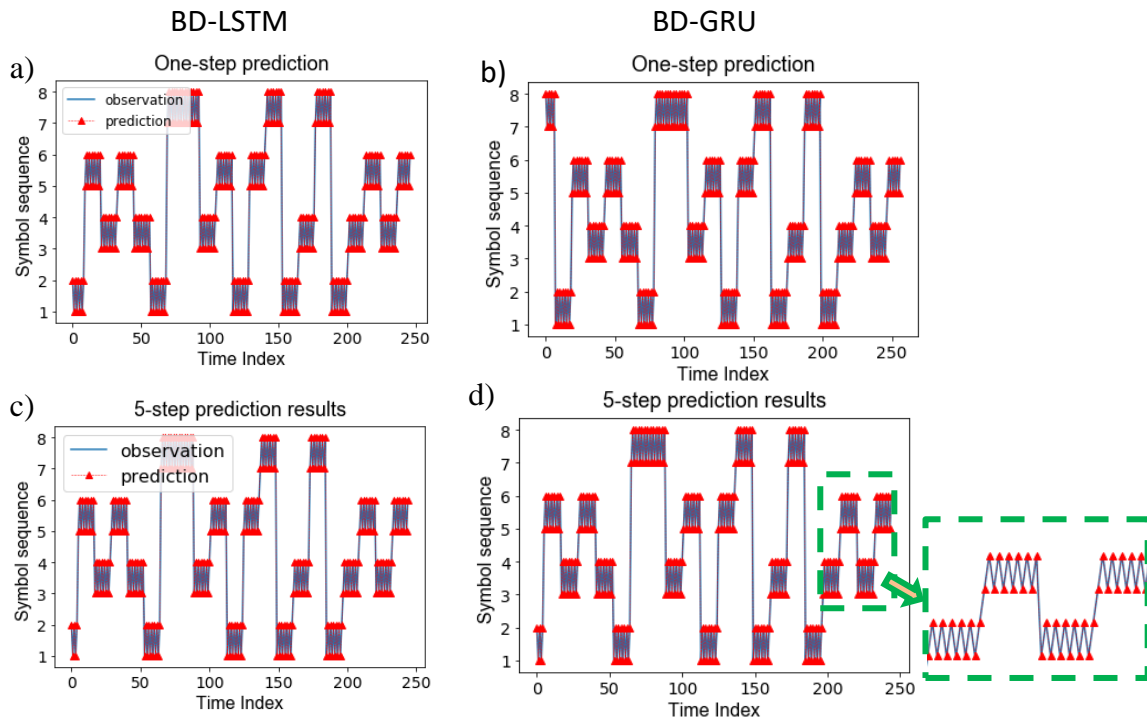 BD-LSTM
BD-GRU
a)
One-step prediction
observation
prediction
Symbol sequence
8
7
6
5
4
3
2
1
0 50 100 150 200 250
Time Index
b)
One-step prediction
Symbol sequence
8
7
6
5
4
3
2
1
0 50 100 150 200 250
Time Index
c)
5-step prediction results
observation
prediction
Symbol sequence
8
7
6
5
4
3
2
1
0 50 100 150 200 250
Time Index
d)
5-step prediction results
Symbol sequence
8
7
6
5
4
3
2
1
0 50 100 150 200 250
Time Index